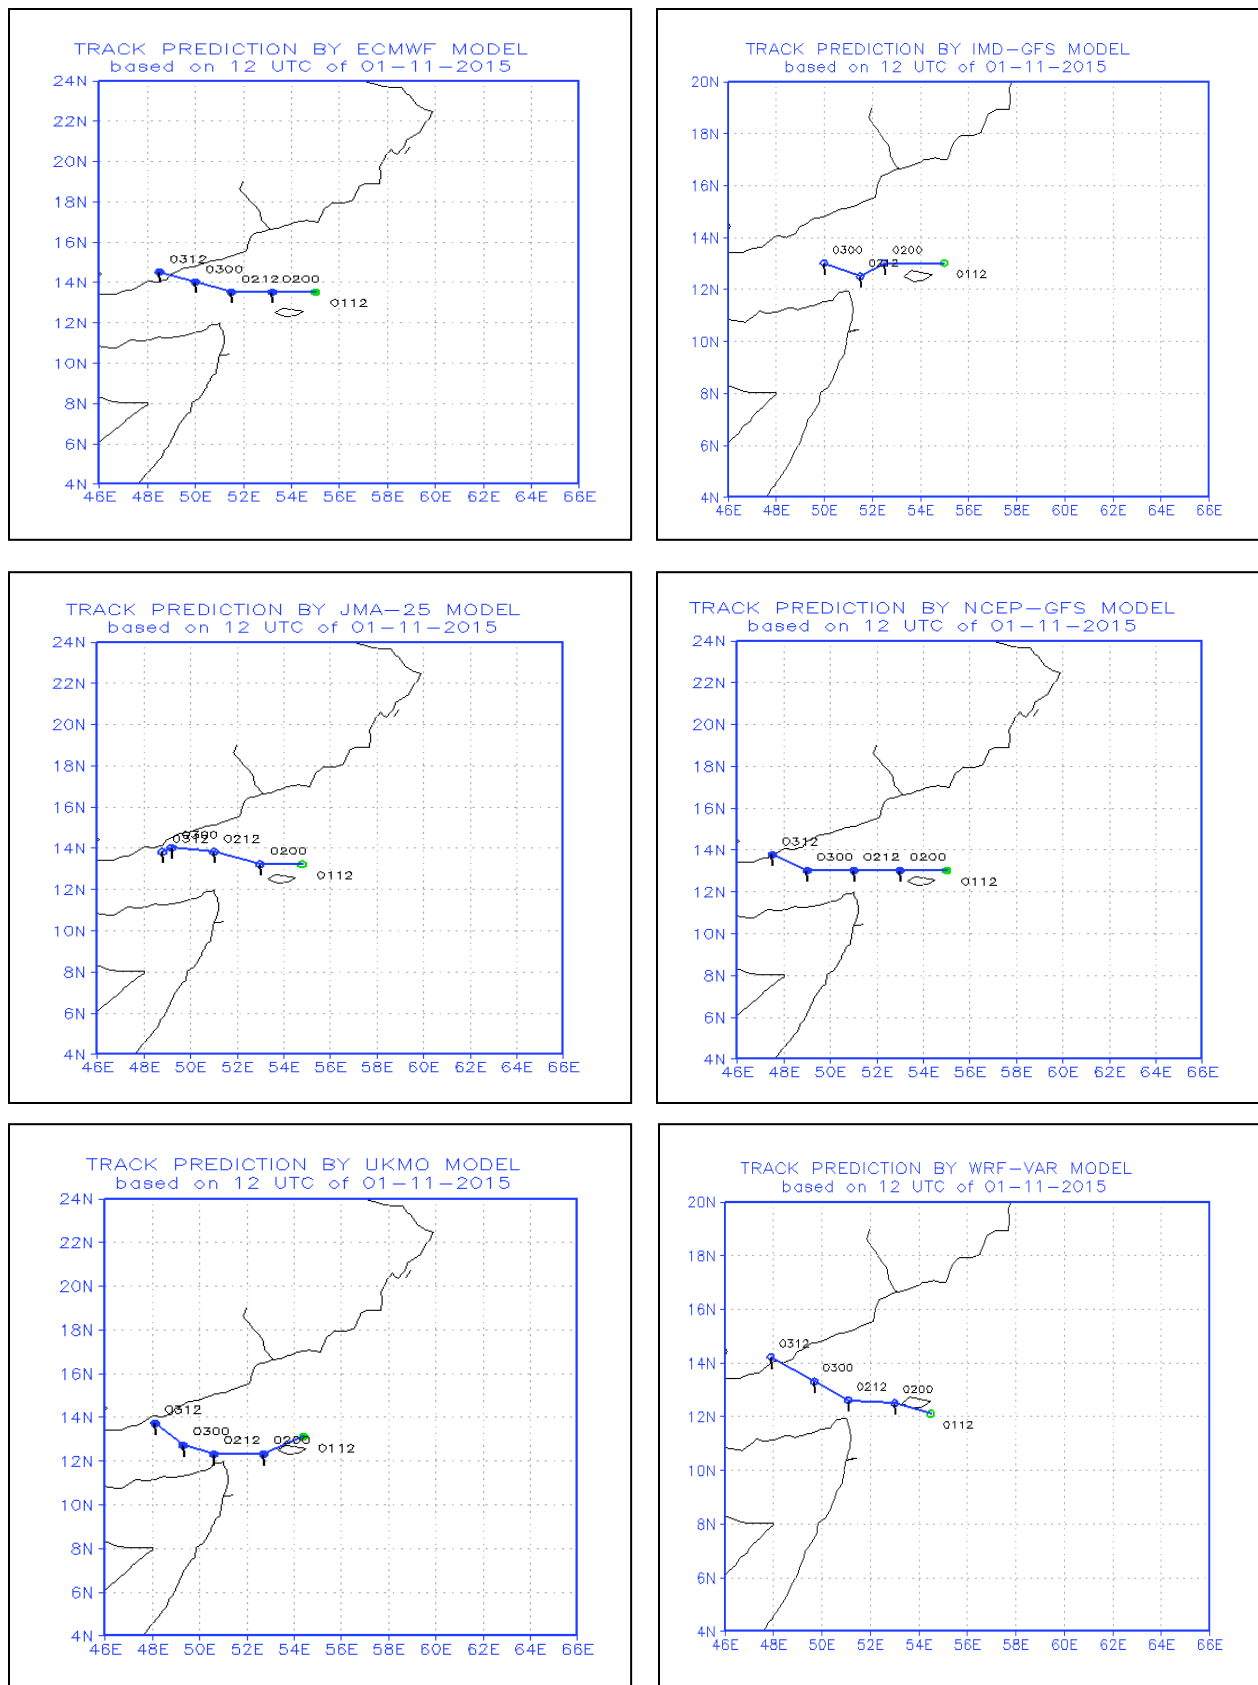 TRACK PREDICTION BY ECMWF MODEL
based on 12 UTC of 01-11-2015
24N
22N
20N
18N
16N
14N
12N
10N
8N
6N
4N
0312
0300
0212
0200
0112
46E 48E 50E 52E 54E 56E 58E 60E 62E 64E 66E
TRACK PREDICTION BY IMD-GFS MODEL
based on 12 UTC of 01-11-2015
20N
18N
16N
14N
12N
10N
8N
6N
4N
0300
0212
0200
0112
46E 48E 50E 52E 54E 56E 58E 60E 62E 64E 66E
TRACK PREDICTION BY JMA-25 MODEL
based on 12 UTC of 01-11-2015
24N
22N
20N
18N
16N
14N
12N
10N
8N
6N
4N
0312
0300
0212
0200
0112
46E 48E 50E 52E 54E 56E 58E 60E 62E 64E 66E
TRACK PREDICTION BY NCEP-GFS MODEL
based on 12 UTC of 01-11-2015
24N
22N
20N
18N
16N
14N
12N
10N
8N
6N
4N
0312
0300
0212
0200
0112
46E 48E 50E 52E 54E 56E 58E 60E 62E 64E 66E
TRACK PREDICTION BY UKMO MODEL
based on 12 UTC of 01-11-2015
24N
22N
20N
18N
16N
14N
12N
10N
8N
6N
4N
0312
0300
0212
0200
0112
46E 48E 50E 52E 54E 56E 58E 60E 62E 64E 66E
TRACK PREDICTION BY WRF-VAR MODEL
based on 12 UTC of 01-11-2015
20N
18N
16N
14N
12N
10N
8N
6N
4N
0312
0300
0212
0200
0112
46E 48E 50E 52E 54E 56E 58E 60E 62E 64E 66E